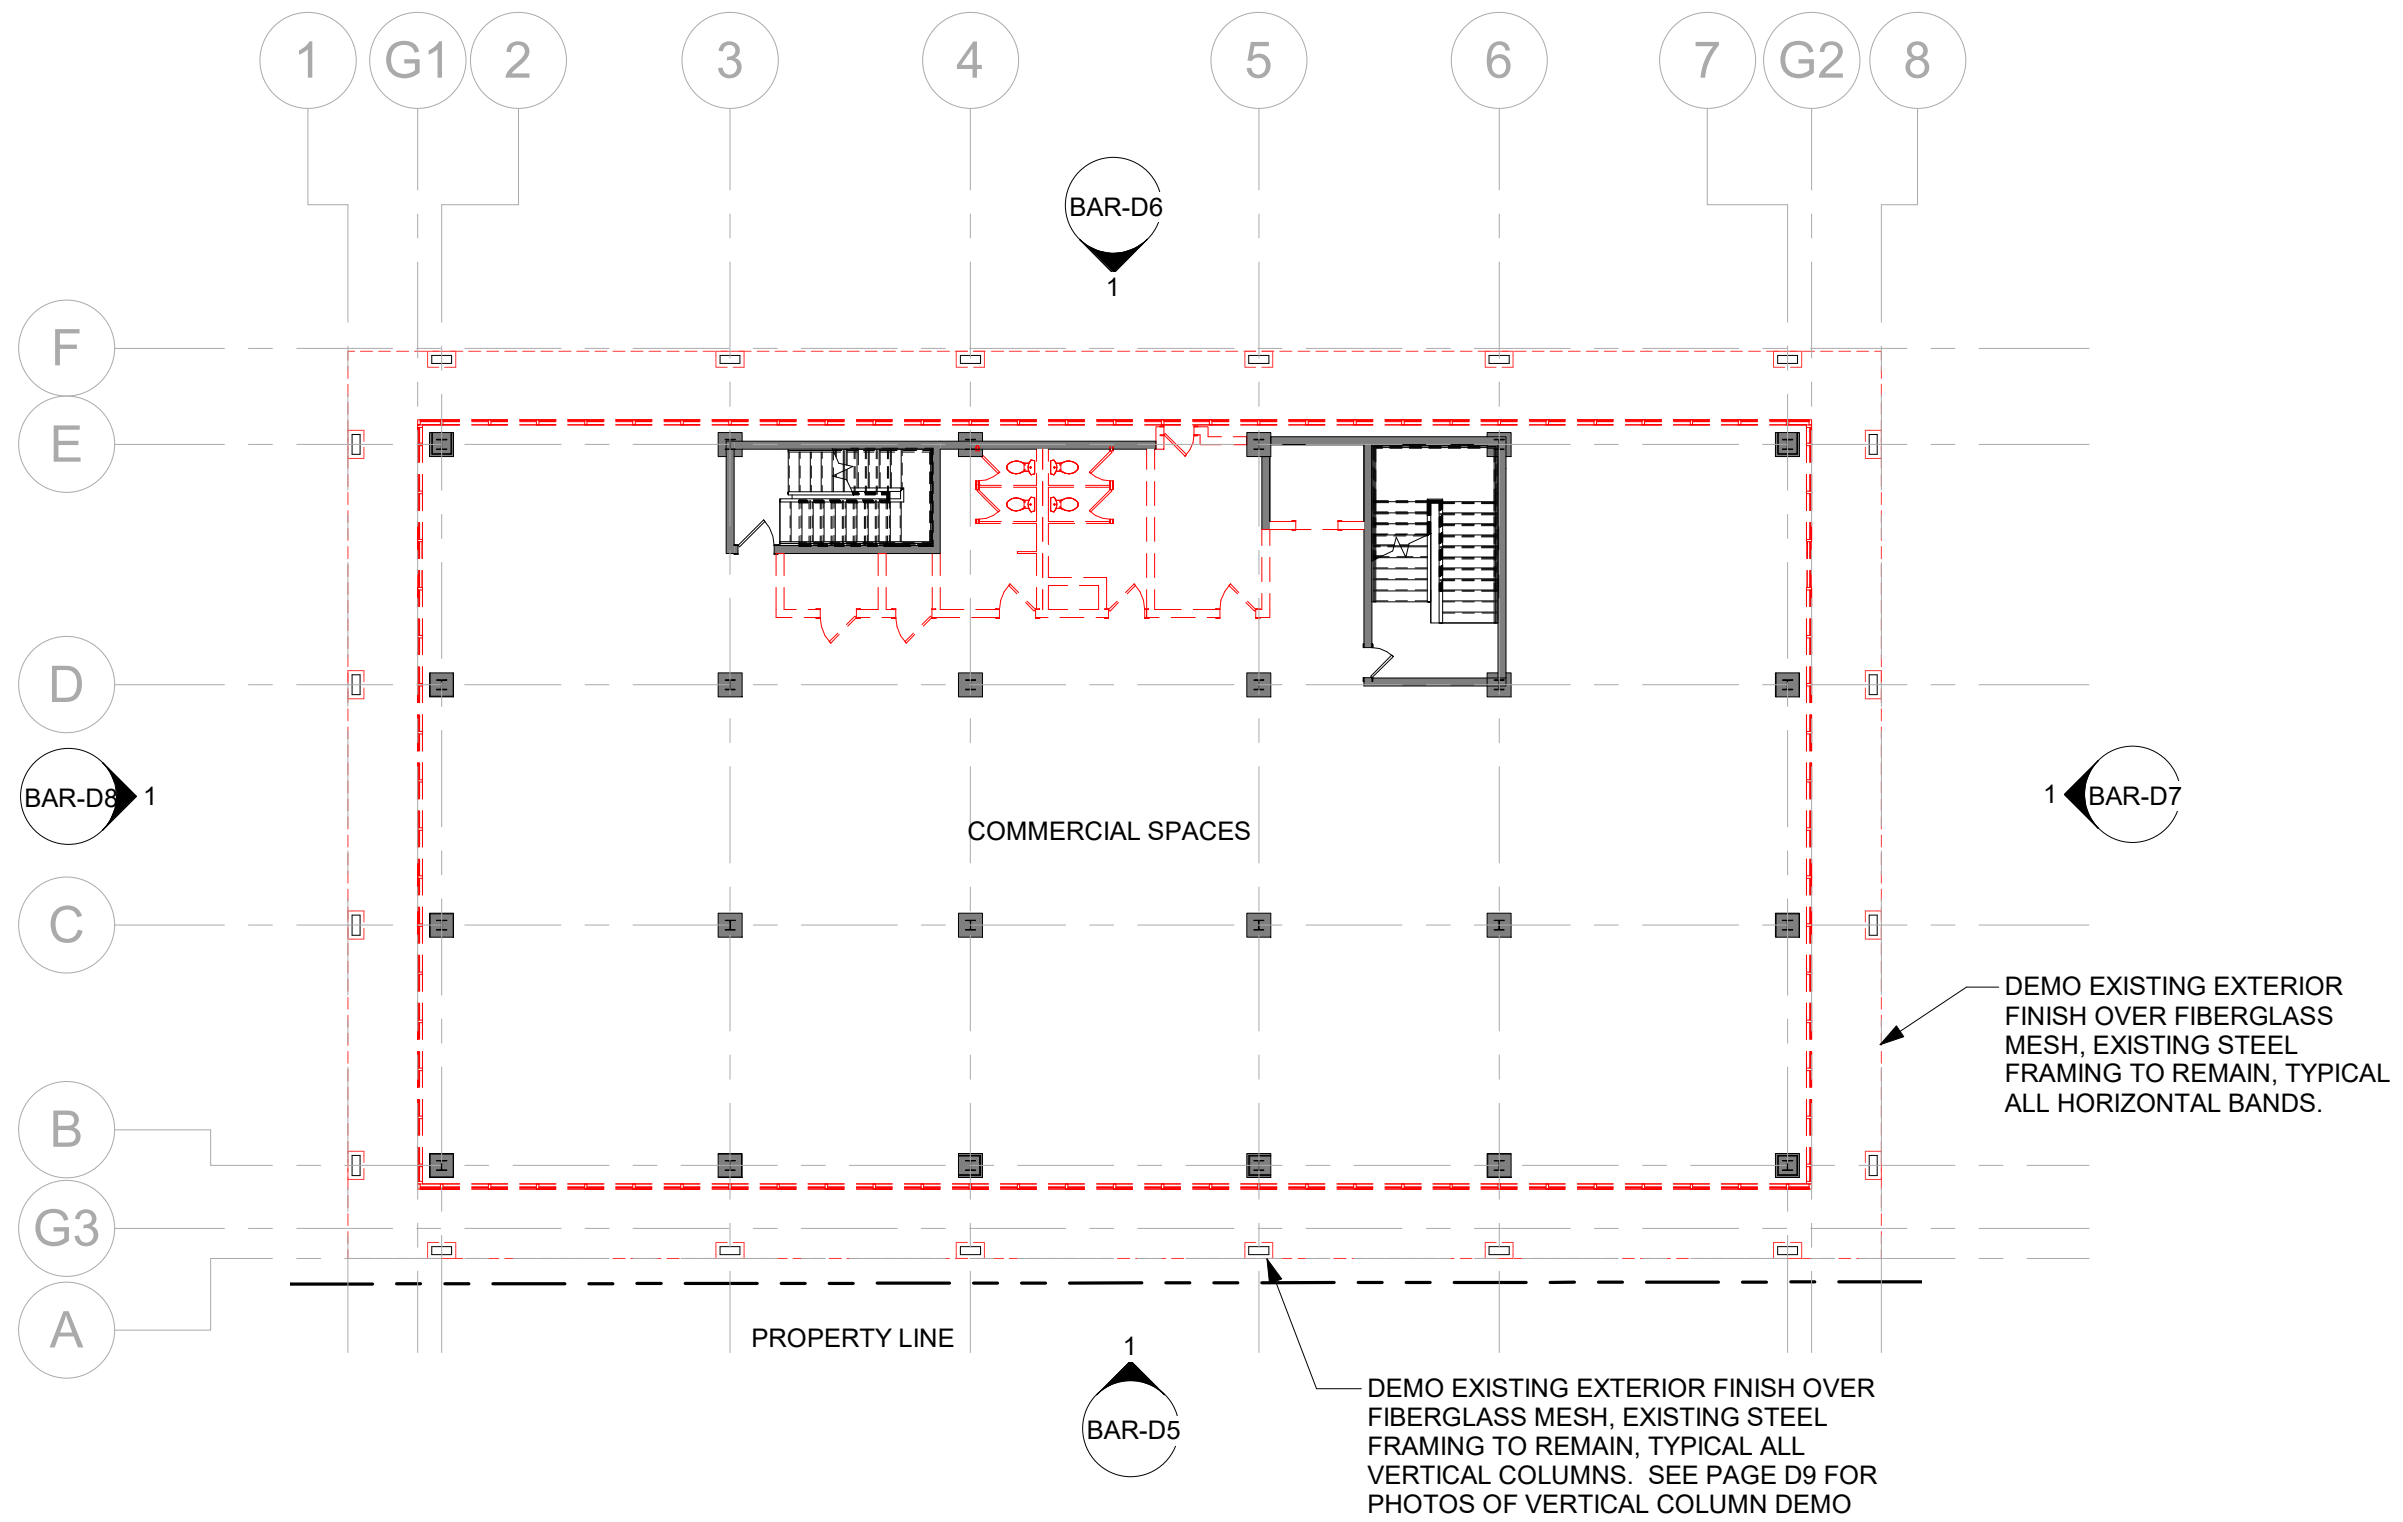 1
G1
2
3
4
5
6
7
G2
8
BAR-D6
1
F
E
D
BAR-D8
1
1
BAR-D7
COMMERCIAL SPACES
C
DEMO EXISTING EXTERIOR
FINISH OVER FIBERGLASS
MESH, EXISTING STEEL
FRAMING TO REMAIN, TYPICAL
ALL HORIZONTAL BANDS.
B
G3
A
PROPERTY LINE
1
BAR-D5
DEMO EXISTING EXTERIOR FINISH OVER
FIBERGLASS MESH, EXISTING STEEL
FRAMING TO REMAIN, TYPICAL ALL
VERTICAL COLUMNS.  SEE PAGE D9 FOR
PHOTOS OF VERTICAL COLUMN DEMO